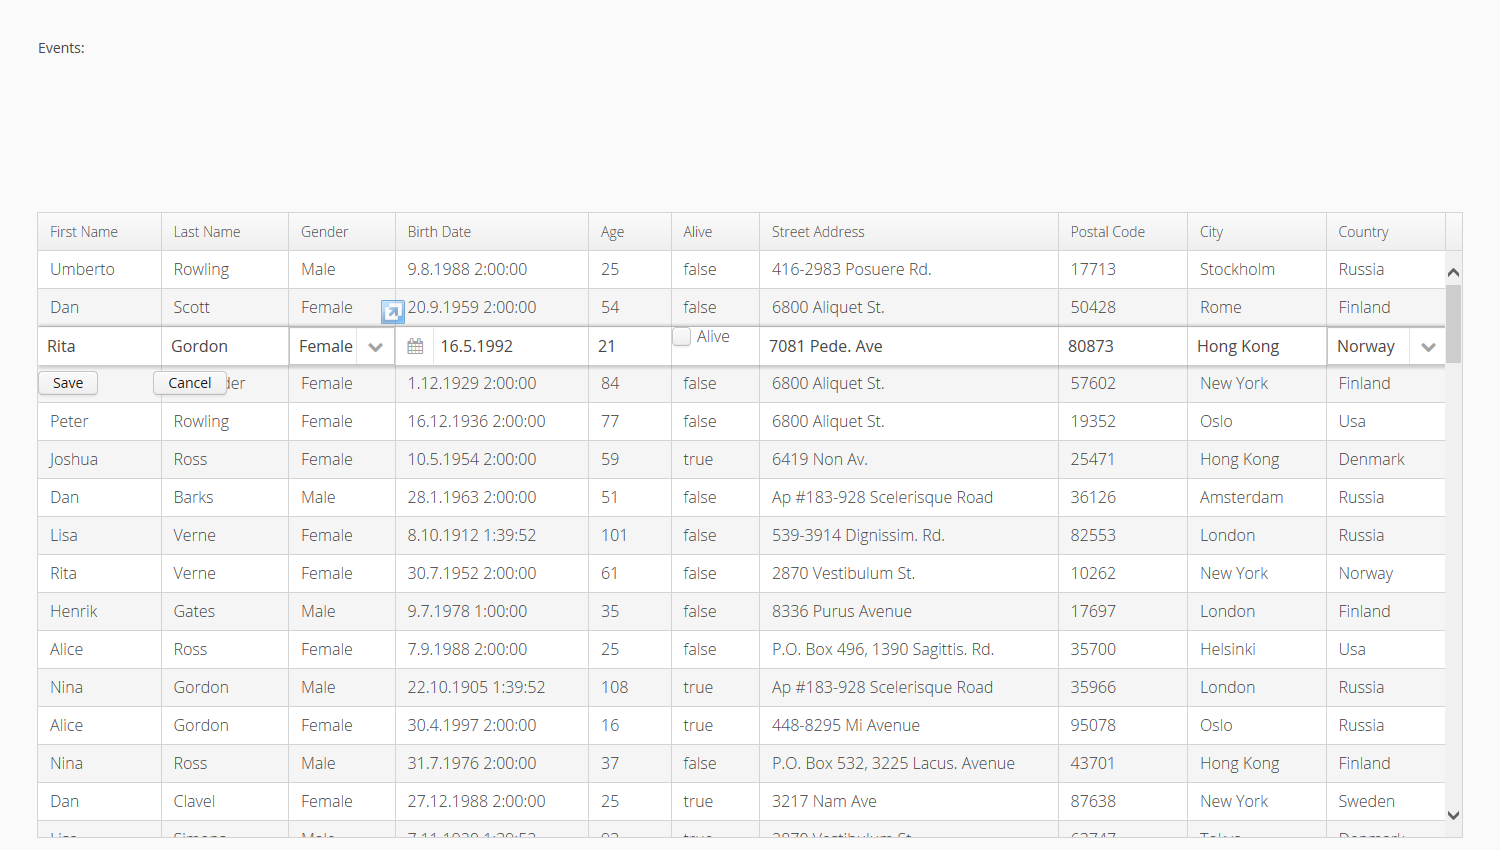 Events:
First Name Last Name Gender Birth Date Age Alive Street Address Postal Code City Country
Umberto Rowling Male 9.8.1988 2:00:00 25 false 416-2983 Posuere Rd. 17713 Stockholm Russia
Dan Scott Female 20.9.1959 2:00:00 54 false 6800 Aliquet St. 50428 Rome Finland
Rita Gordon Female 16.5.1992 21 Alive 7081 Pede. Ave 80873 Hong Kong Norway
Save Cancel der Female 1.12.1929 2:00:00 84 false 6800 Aliquet St. 57602 New York Finland
Peter Rowling Female 16.12.1936 2:00:00 77 false 6800 Aliquet St. 19352 Oslo Usa
Joshua Ross Female 10.5.1954 2:00:00 59 true 6419 Non Av. 25471 Hong Kong Denmark
Dan Barks Male 28.1.1963 2:00:00 51 false Ap #183-928 Scelerisque Road 36126 Amsterdam Russia
Lisa Verne Female 8.10.1912 1:39:52 101 false 539-3914 Dignissim. Rd. 82553 London Russia
Rita Verne Female 30.7.1952 2:00:00 61 false 2870 Vestibulum St. 10262 New York Norway
Henrik Gates Male 9.7.1978 1:00:00 35 false 8336 Purus Avenue 17697 London Finland
Alice Ross Female 7.9.1988 2:00:00 25 false P.O. Box 496, 1390 Sagittis. Rd. 35700 Helsinki Usa
Nina Gordon Male 22.10.1905 1:39:52 108 true Ap #183-928 Scelerisque Road 35966 London Russia
Alice Gordon Female 30.4.1997 2:00:00 16 true 448-8295 Mi Avenue 95078 Oslo Russia
Nina Ross Male 31.7.1976 2:00:00 37 false P.O. Box 532, 3225 Lacus. Avenue 43701 Hong Kong Finland
Dan Clavel Female 27.12.1988 2:00:00 25 true 3217 Nam Ave 87638 New York Sweden